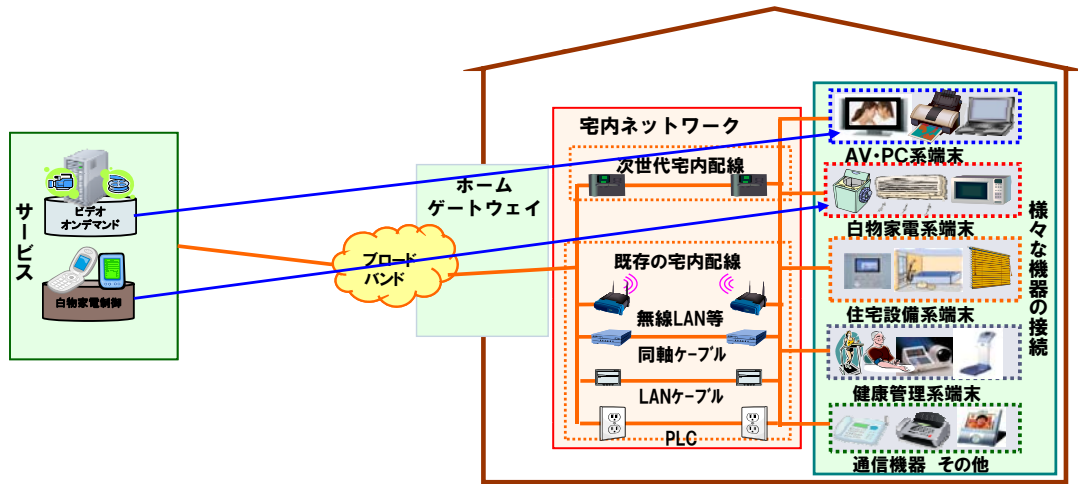 サービス
ビデオ
オンデマンド
白物家電制御
ブロード
バンド
ホーム
ゲートウェイ
宅内ネットワーク
次世代宅内配線
既存の宅内配線
無線LAN等
同軸ケーブル
LANケーブル
PLC
AV・PC系端末
白物家電系端末
住宅設備系端末
健康管理系端末
通信機器 その他
様々な機器の接続